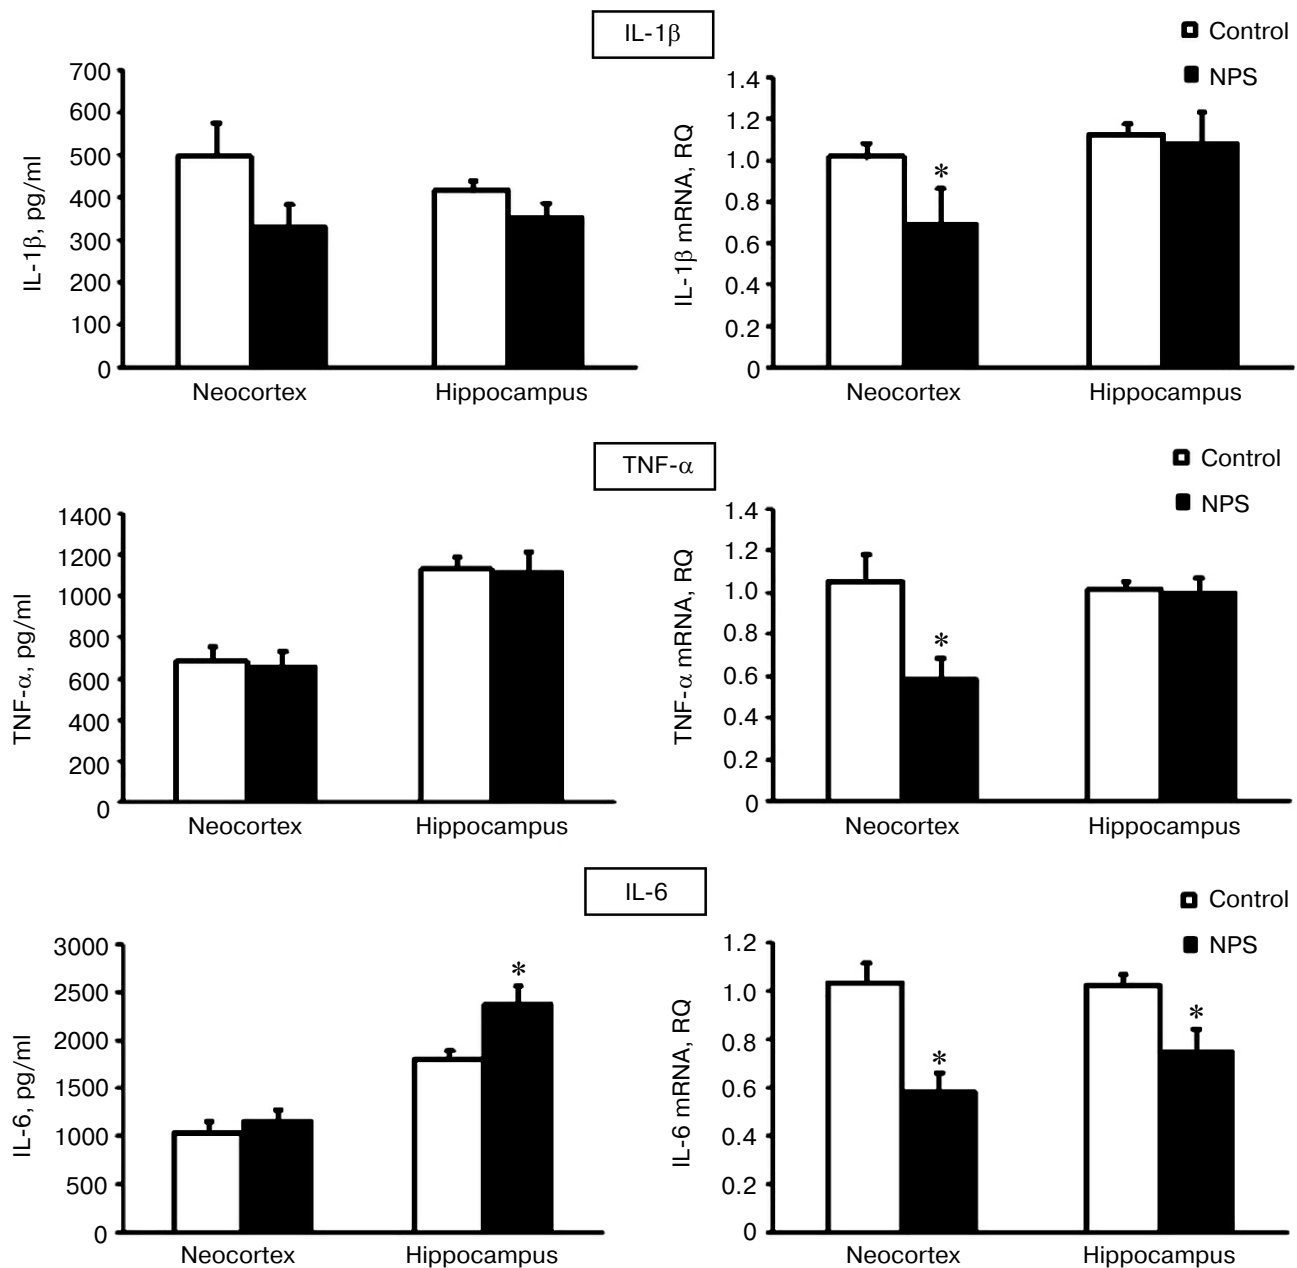 IL-1β
Control
NPS
IL-1β, pg/ml
700
600
500
400
300
200
100
0
Neocortex
Hippocampus
IL-1β mRNA, RQ
1.4
1.2
1.0
0.8
0.6
0.4
0.2
0
*
Neocortex
Hippocampus
TNF-α
Control
NPS
TNF-α, pg/ml
1400
1200
1000
800
600
400
200
0
Neocortex
Hippocampus
TNF-α mRNA, RQ
1.4
1.2
1.0
0.8
0.6
0.4
0.2
0
*
Neocortex
Hippocampus
IL-6
Control
NPS
IL-6, pg/ml
3000
2500
2000
1500
1000
500
0
*
Neocortex
Hippocampus
IL-6 mRNA, RQ
1.2
1.0
0.8
0.6
0.4
0.2
0
*
*
Neocortex
Hippocampus